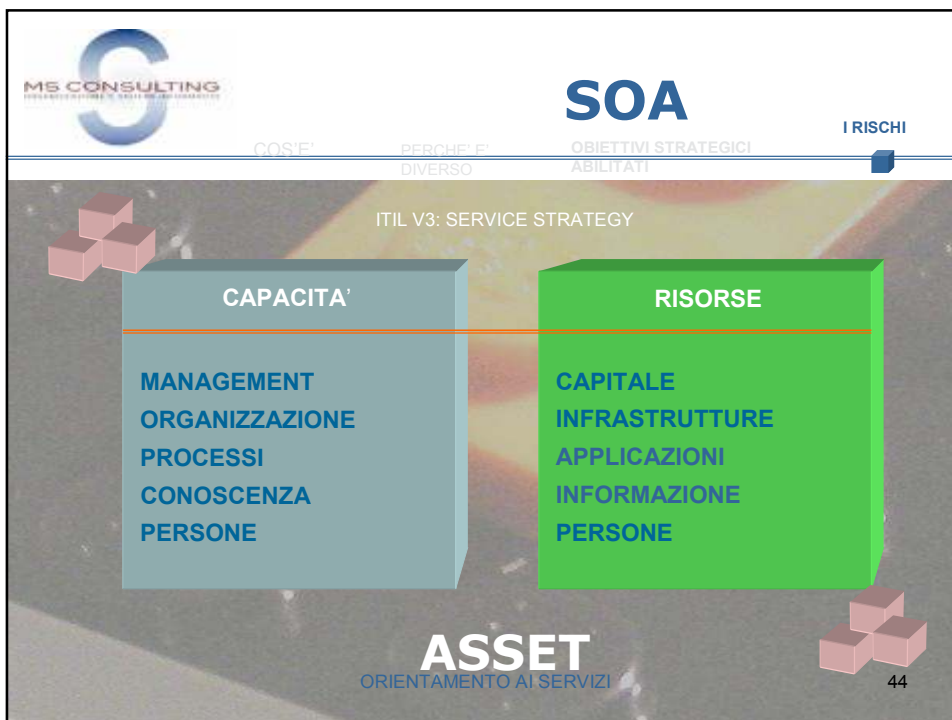 MS CONSULTING
SOA
I RISCHI
COS'E'
PERCHE' E'
DIVERSO
OBIETTIVI STRATEGICI
ABILITATI
ITIL V3: SERVICE STRATEGY
CAPACITA'
MANAGEMENT
ORGANIZZAZIONE
PROCESSI
CONOSCENZA
PERSONE
RISORSE
CAPITALE
INFRASTRUTTURE
APPLICAZIONI
INFORMAZIONE
PERSONE
ASSET
ORIENTAMENTO AI SERVIZI
44